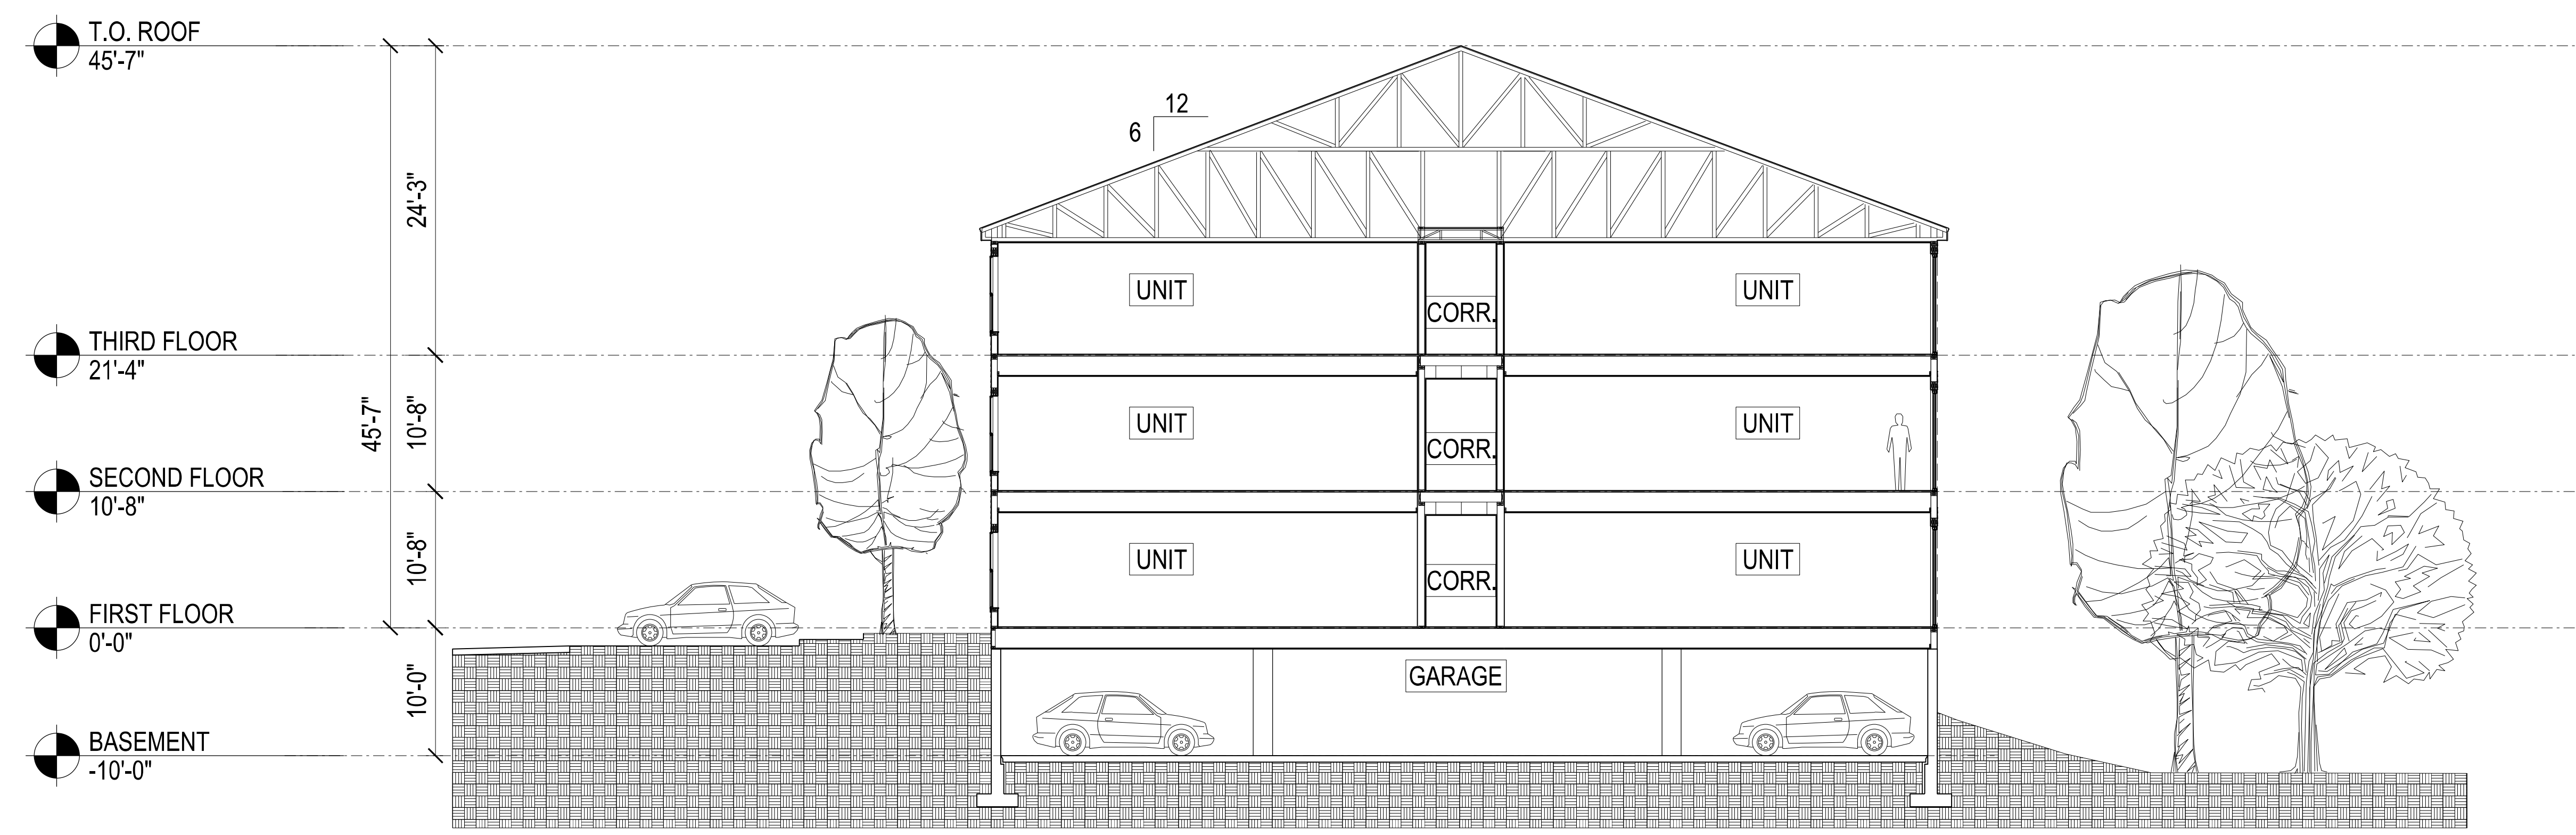 T.O. ROOF
45'-7"
12
6
24'-3"
UNIT
UNIT
CORR.
THIRD FLOOR
21'-4"
45'-7"
10'-8"
UNIT
UNIT
CORR.
SECOND FLOOR
10'-8"
10'-8"
UNIT
UNIT
CORR.
FIRST FLOOR
0'-0"
10'-0"
GARAGE
BASEMENT
-10'-0"